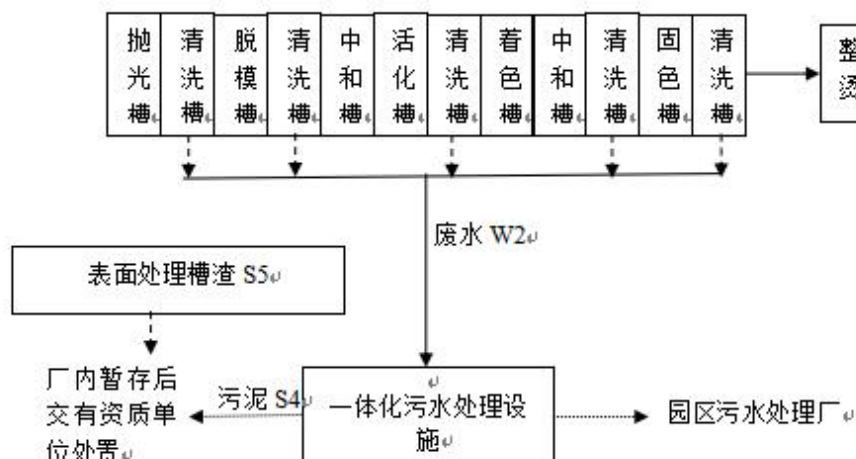 抛光槽
清洗槽
脱模槽
清洗槽
中和槽
活化槽
清洗槽
着色槽
中和槽
清洗槽
固色槽
清洗槽
整
烫
废水 W2
表面处理槽渣 S5
厂内暂存后
交有资质单
位处置
污泥 S4
一体化污水处理设
施
园区污水处理厂